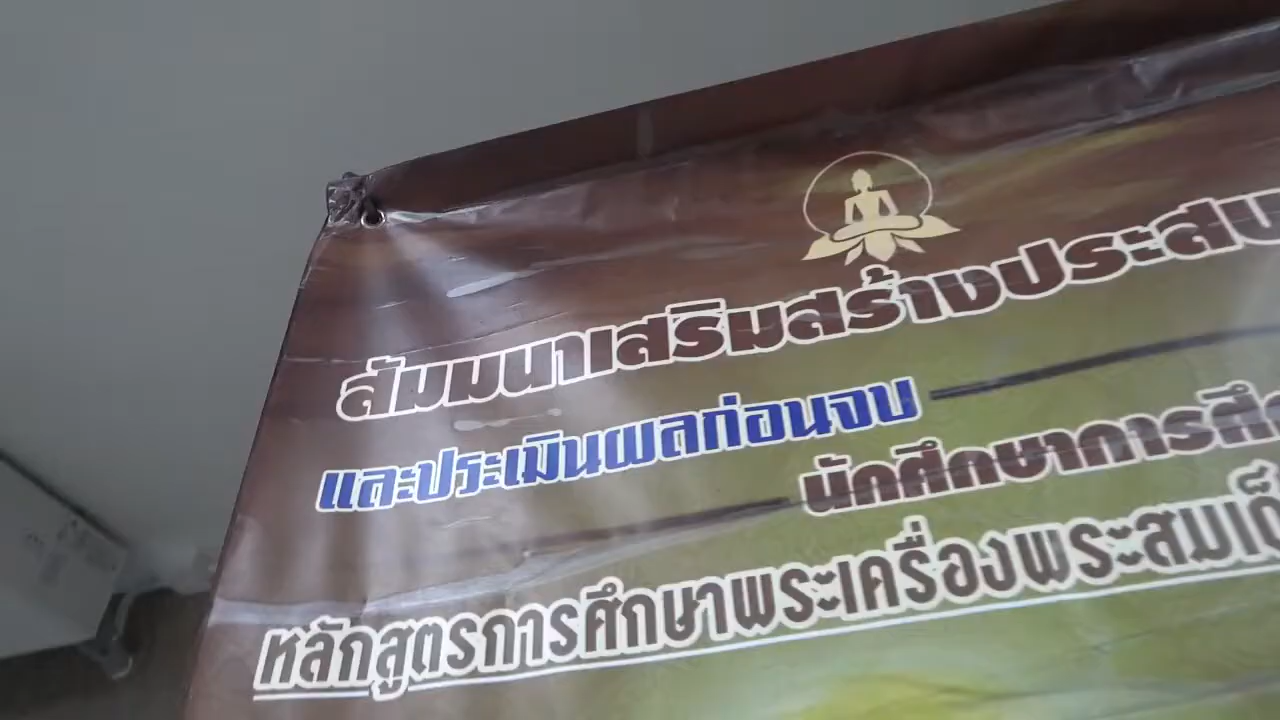 สัมมนาเสริมสร้างประสบ
และประเมินผลก่อนจบ
นักศึกษาการศึ
หลักสูตรการศึกษาพระเครื่องพระสมเด็